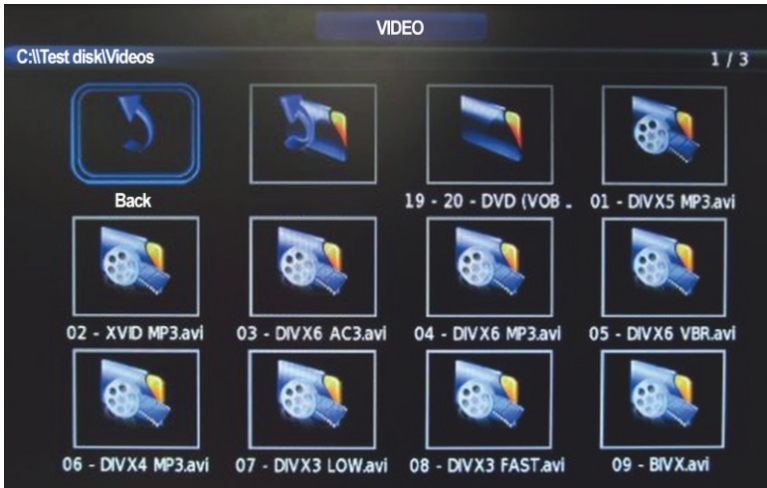 VIDEO
C:\\Test disk\Videos
1 / 3
Back
19 - 20 - DVD (VOB _
01 - DIVX5 MP3.avi
02 - XVID MP3.avi
03 - DIVX6 AC3.avi
04 - DIVX6 MP3.avi
05 - DIVX6 VBR.avi
06 - DIVX4 MP3.avi
07 - DIVX3 LOW.avi
08 - DIVX3 FAST.avi
09 - BIVX.avi